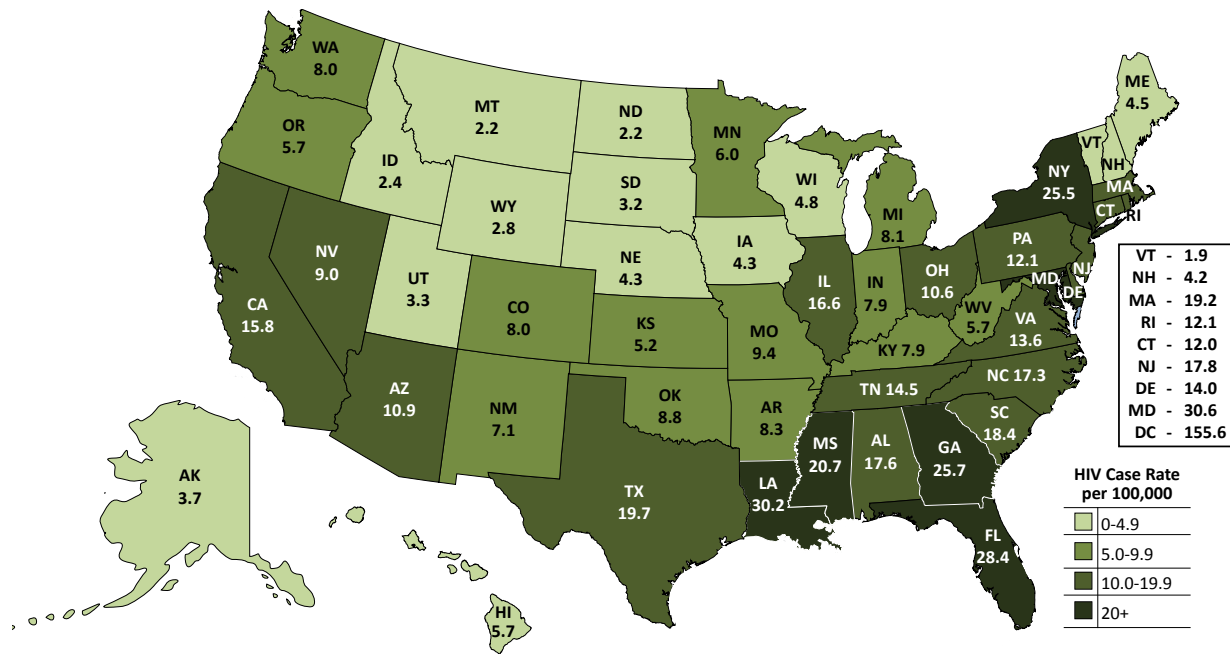 WA
8.0
OR
5.7
ID
2.4
MT
2.2
ND
2.2
MN
6.0
WI
4.8
MI
8.1
NY
25.5
VT
NH
ME
4.5
MA
CT
RI
WY
2.8
SD
3.2
NE
4.3
IA
4.3
NV
9.0
UT
3.3
CO
8.0
KS
5.2
CA
15.8
IL
16.6
IN
7.9
OH
10.6
PA
12.1
NJ
MD
DE
WV
5.7
VA
13.6
MO
9.4
KY 7.9
TN 14.5
NC 17.3
SC
18.4
AZ
10.9
NM
7.1
OK
8.8
AR
8.3
TX
19.7
LA
30.2
MS
20.7
AL
17.6
GA
25.7
FL
28.4
AK
3.7
HI
5.7
VT - 1.9
NH - 4.2
MA - 19.2
RI - 12.1
CT - 12.0
NJ - 17.8
DE - 14.0
MD - 30.6
DC - 155.6
HIV Case Rate
per 100,000
0-4.9
5.0-9.9
10.0-19.9
20+